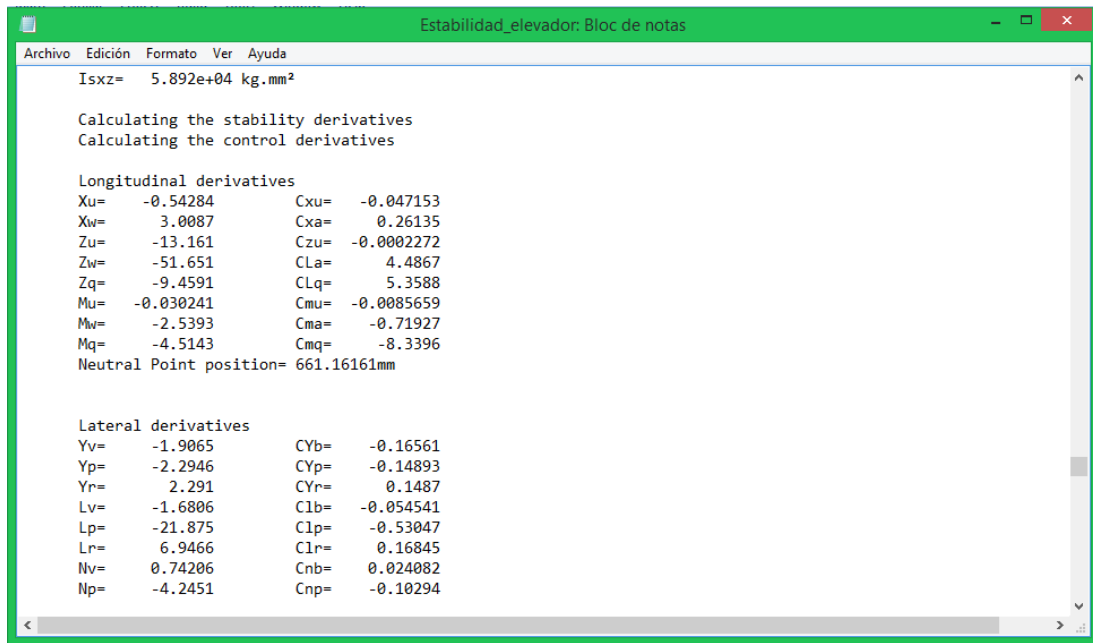 Estabilidad_elevador: Bloc de notas
Archivo Edición Formato Ver Ayuda
Isxz= 5.892e+04 kg.mm²
Calculating the stability derivatives
Calculating the control derivatives
Longitudinal derivatives
Xu= -0.54284 Cxu= -0.047153
Xw= 3.0087 Cxa= 0.26135
Zu= -13.161 Czu= -0.0002272
Zw= -51.651 CLa= 4.4867
Zq= -9.4591 CLq= 5.3588
Mu= -0.030241 Cmu= -0.0085659
Mw= -2.5393 Cma= -0.71927
Mq= -4.5143 Cmq= -8.3396
Neutral Point position= 661.16161mm
Lateral derivatives
Yv= -1.9065 CYb= -0.16561
Yp= -2.2946 CYp= -0.14893
Yr= 2.291 CYr= 0.1487
Lv= -1.6806 Clb= -0.054541
Lp= -21.875 Clp= -0.53047
Lr= 6.9466 Clr= 0.16845
Nv= 0.74206 Cnb= 0.024082
Np= -4.2451 Cnp= -0.10294